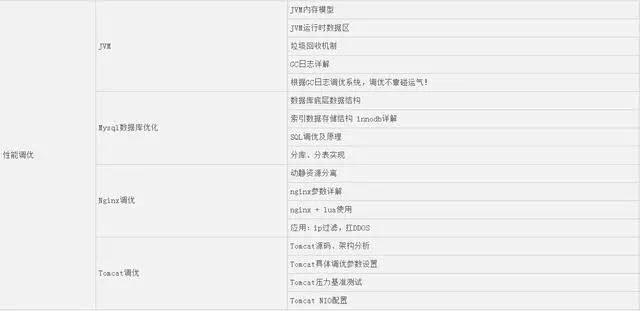 性能调优
JVM
JVM内存模型
JVM运行时数据区
垃圾回收机制
GC日志详解
根据GC日志调优系统，调优不靠碰运气！
Mysql数据库优化
数据库底层数据结构
索引数据存储结构 innodb详解
SQL调优及原理
分库、分表实现
Nginx调优
动静资源分离
nginx参数详解
nginx + lua使用
应用：ip过滤，扛DDOS
Tomcat调优
Tomcat源码、架构分析
Tomcat具体调优参数设置
Tomcat压力基准测试
Tomcat NIO配置